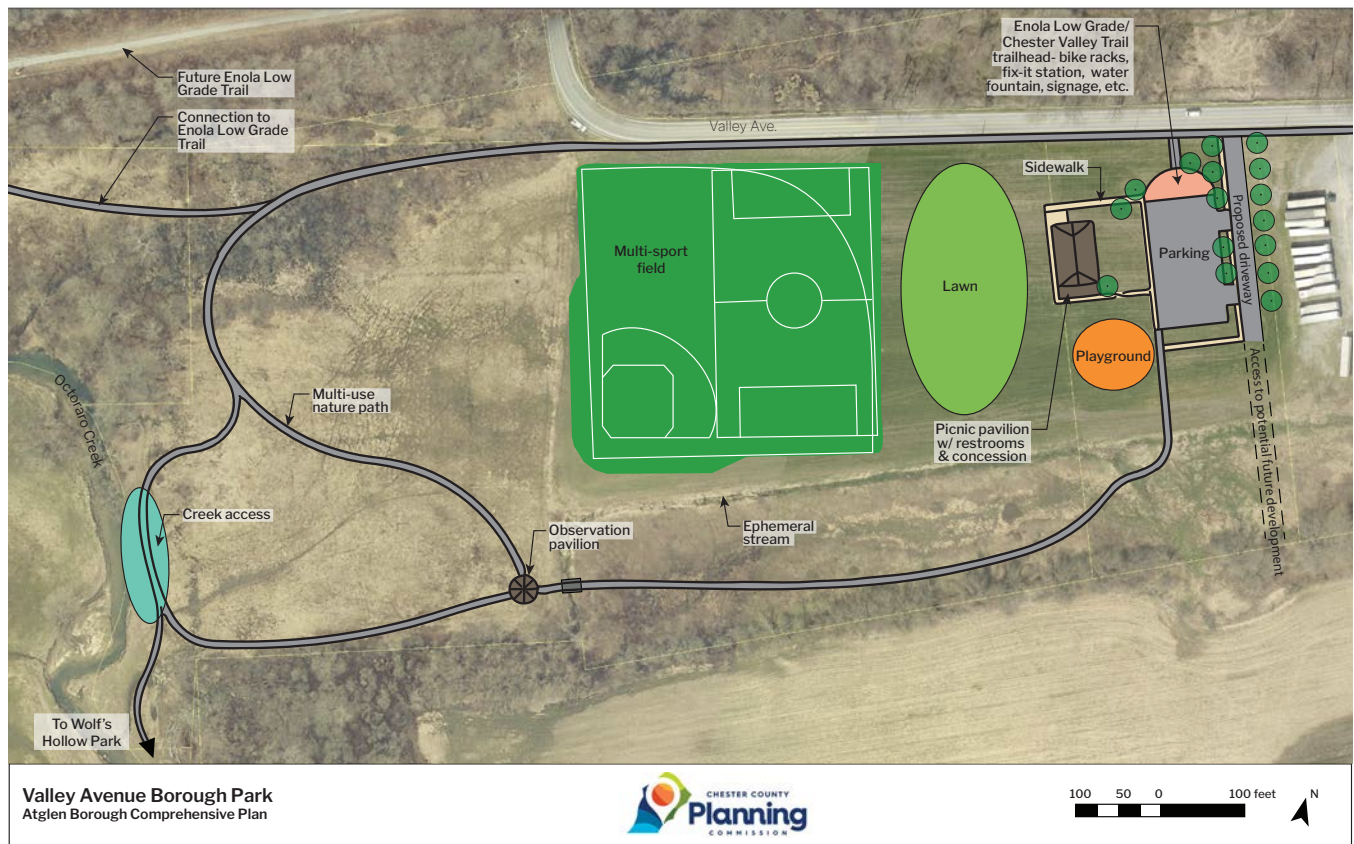 Enola Low Grade/
Chester Valley Trail
trailhead- bike racks,
fix-it station, water
fountain, signage, etc.
Future Enola Low
Grade Trail
Connection to
Enola Low Grade
Trail
Valley Ave.
Sidewalk
Proposed driveway
Multi-sport
field
Parking
Lawn
Playground
Access to potential future development
Octoraro Creek
Multi-use
nature path
Picnic pavilion
w/ restrooms
& concession
Creek access
Observation
pavilion
Ephemeral
stream
To Wolf's
Hollow Park
Valley Avenue Borough Park
Atglen Borough Comprehensive Plan
CHESTER COUNTY
Planning
COMMISSION
100 50 0 100 feet
N